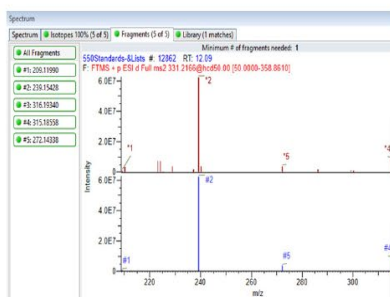 Spectrum
Spectrum
Isotopes 100% (5 of 5)
Fragments (5 of 5)
Library (1 matches)
Minimum # of fragments needed: 1
All Fragments
#1: 209.11990
#2: 239.15428
#3: 316.19340
#4: 315.18558
#5: 272.14338
550Standards-&Lists #: 12862 RT: 12.09
F: FTMS + p ESI d Full ms2 331.2166@hcd50.00 [50.0000-358.8610]
6.0E7
4.0E7
2.0E7
0
*1
*2
*5
*4
6.0E7
4.0E7
2.0E7
0
#1
#2
#5
#4
Intensity
220
240
260
280
300
m/z